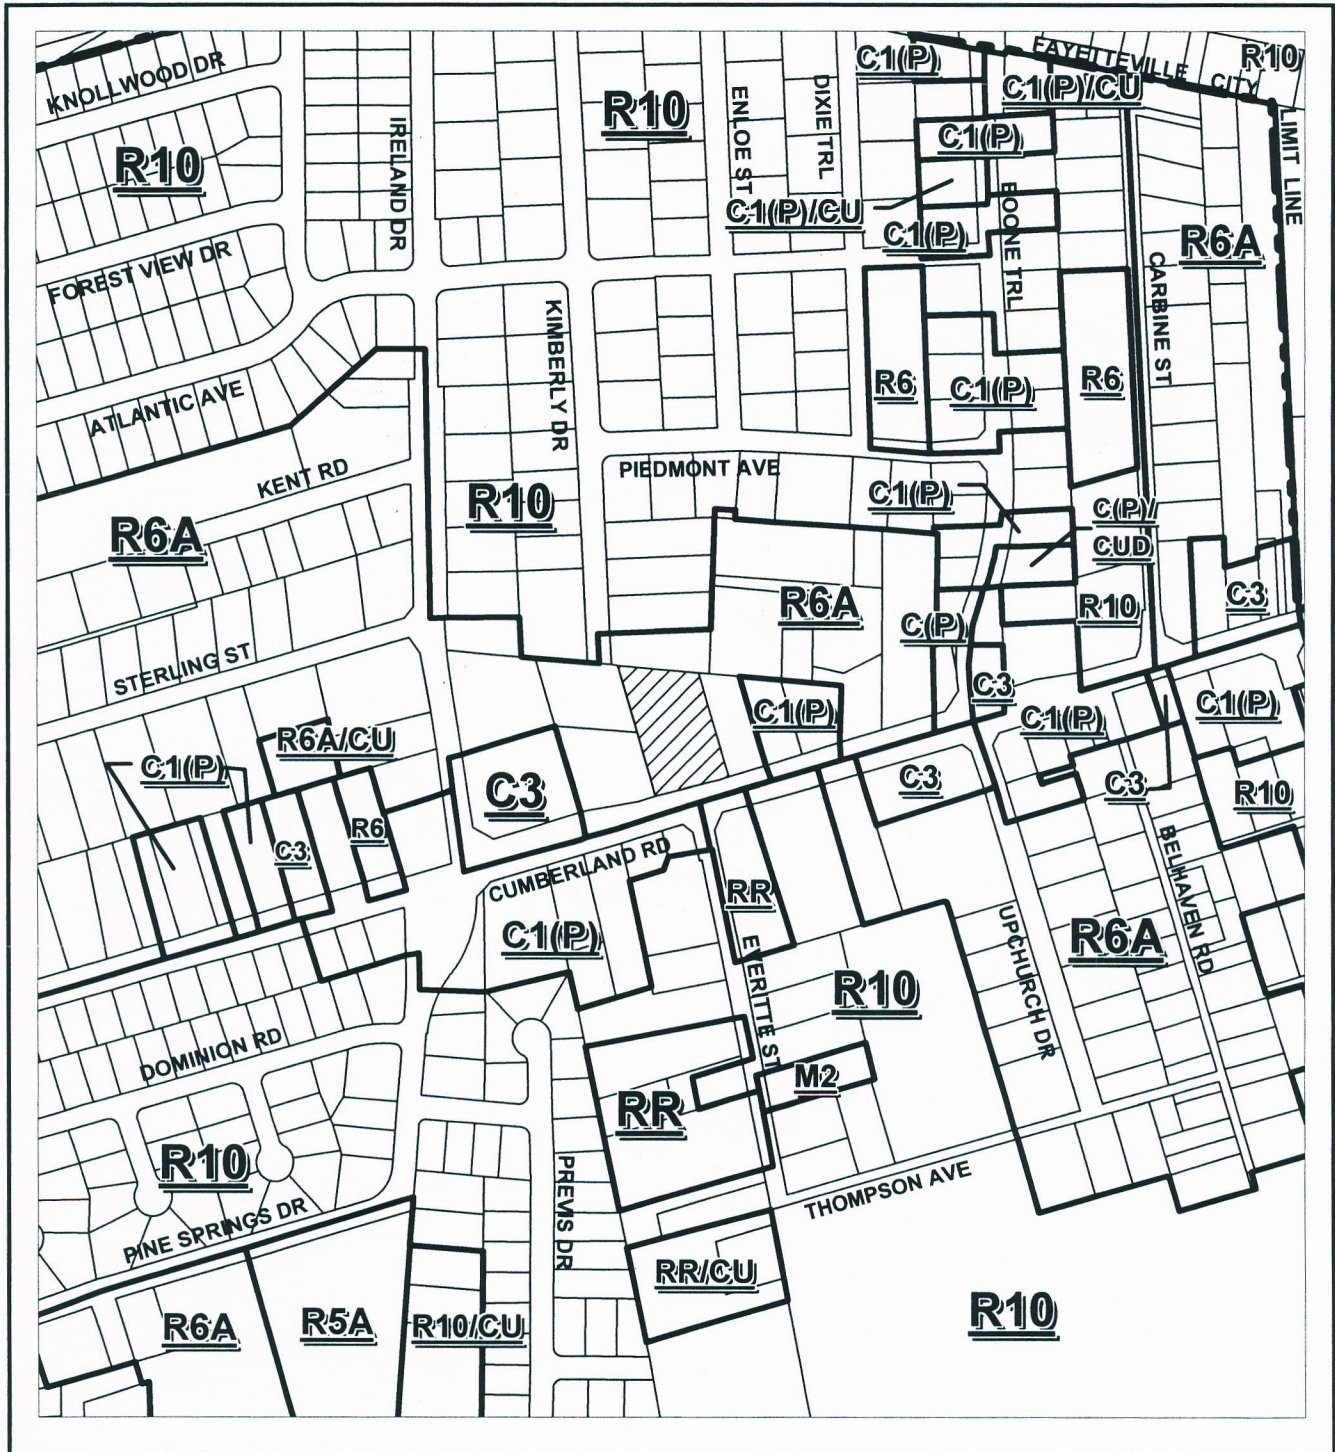 FAYETTEVILLE CITY LIMIT LINE
R10
C1(P)
KNOLLWOOD DR
C1(P)/CU
R10
DIXIE TRL
ENLOE ST
IRELAND DR
C1(P)
R10
BOONE TRL
C1(P)/CU
C1(P)
R6A
FOREST VIEW DR
CARBINE ST
KIMBERLY DR
R6
C1(P)
R6
ATLANTIC AVE
PIEDMONT AVE
KENT RD
R10
C1(P)
C(P)/
CUD
R6A
R6A
R10
C3
C(P)
STERLING ST
C3
C1(P)
C1(P)
C1(P)
R6A/CU
C1(P)
C3
C3
C3
R10
R6
C3
BELHAVEN RD
CUMBERLAND RD
RR
C1(P)
UPCHURCH DR
R6A
EVERITTE ST
R10
DOMINION RD
M2
RR
R10
PREVIS DR
THOMPSON AVE
PINE SPRINGS DR
RR/CU
R10
R6A
R5A
R10/CU